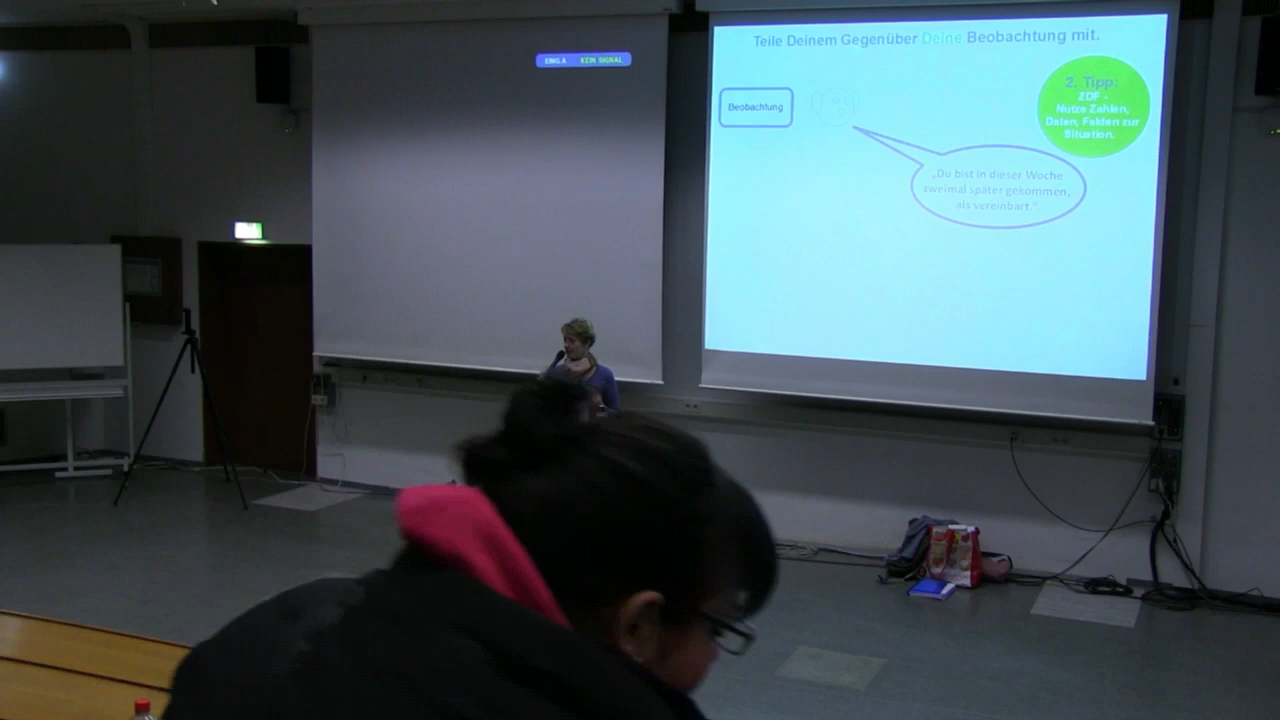 EING.A KEIN SIGNAL
Teile Deinem Gegenüber Deine Beobachtung mit.
Beobachtung
2. Tipp:
ZDF -
Nutze Zahlen,
Daten, Fakten zur
Situation.
„Du bist in dieser Woche
zweimal später gekommen,
als vereinbart.“